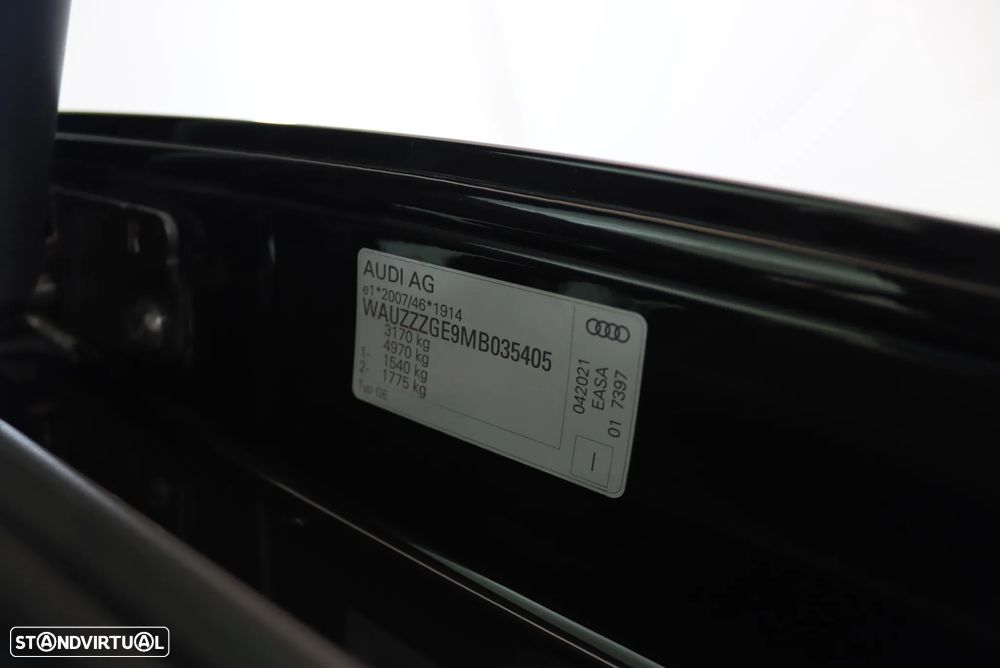 AUDI AG
e1*2007/46*1914
WAUZZZGE9MB035405
3170 kg
4970 kg
1- 1540 kg
2- 1775 kg
Typ GE
042021
EASA
01 7397
I
STANDVIRTUAL